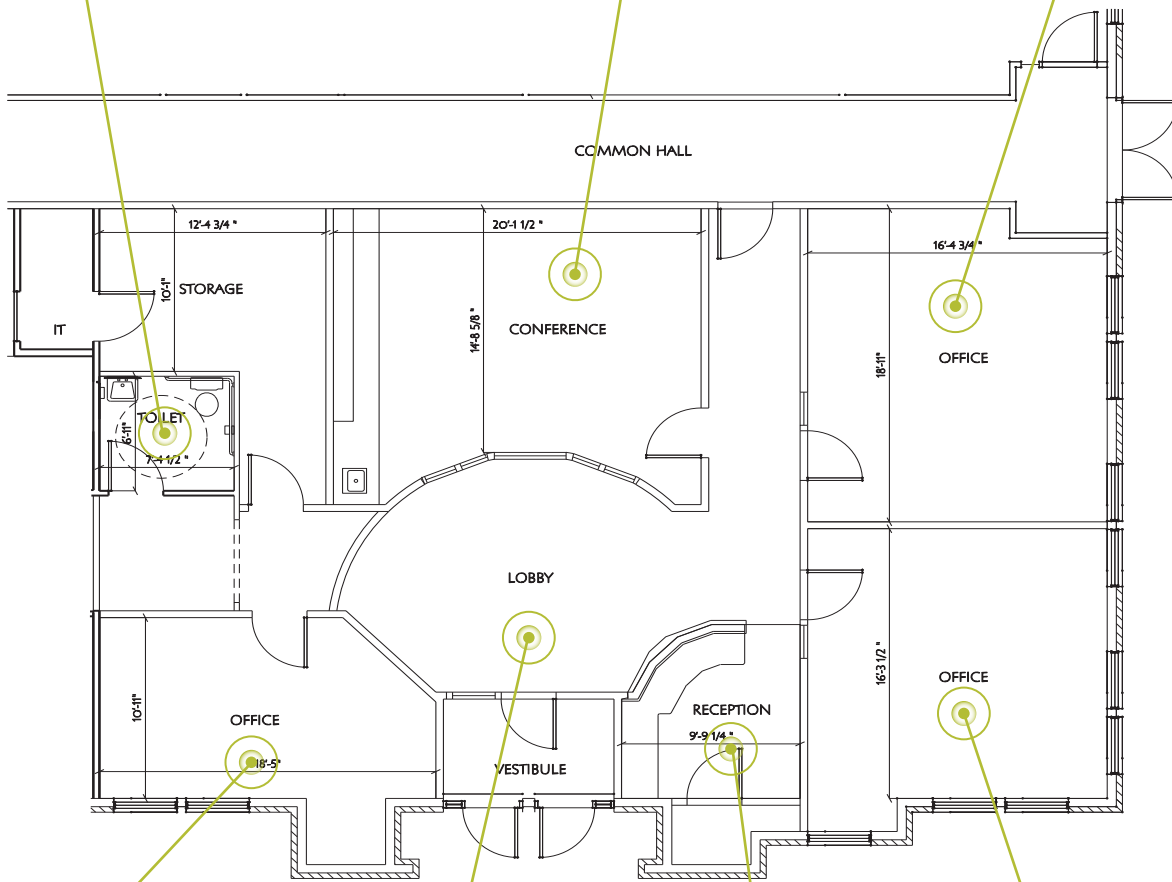 COMMON HALL
12'-4 3/4 "
20'-1 1/2 "
16'-4 3/4"
10'-1"
STORAGE
IT
14'-8 5/8 "
CONFERENCE
OFFICE
18'-11"
TOILET
6'-11"
7-4 1/2 "
LOBBY
16'-3 1/2 "
OFFICE
10'-11"
OFFICE
18'-5"
RECEPTION
9'-9 1/4 "
VESTIBULE